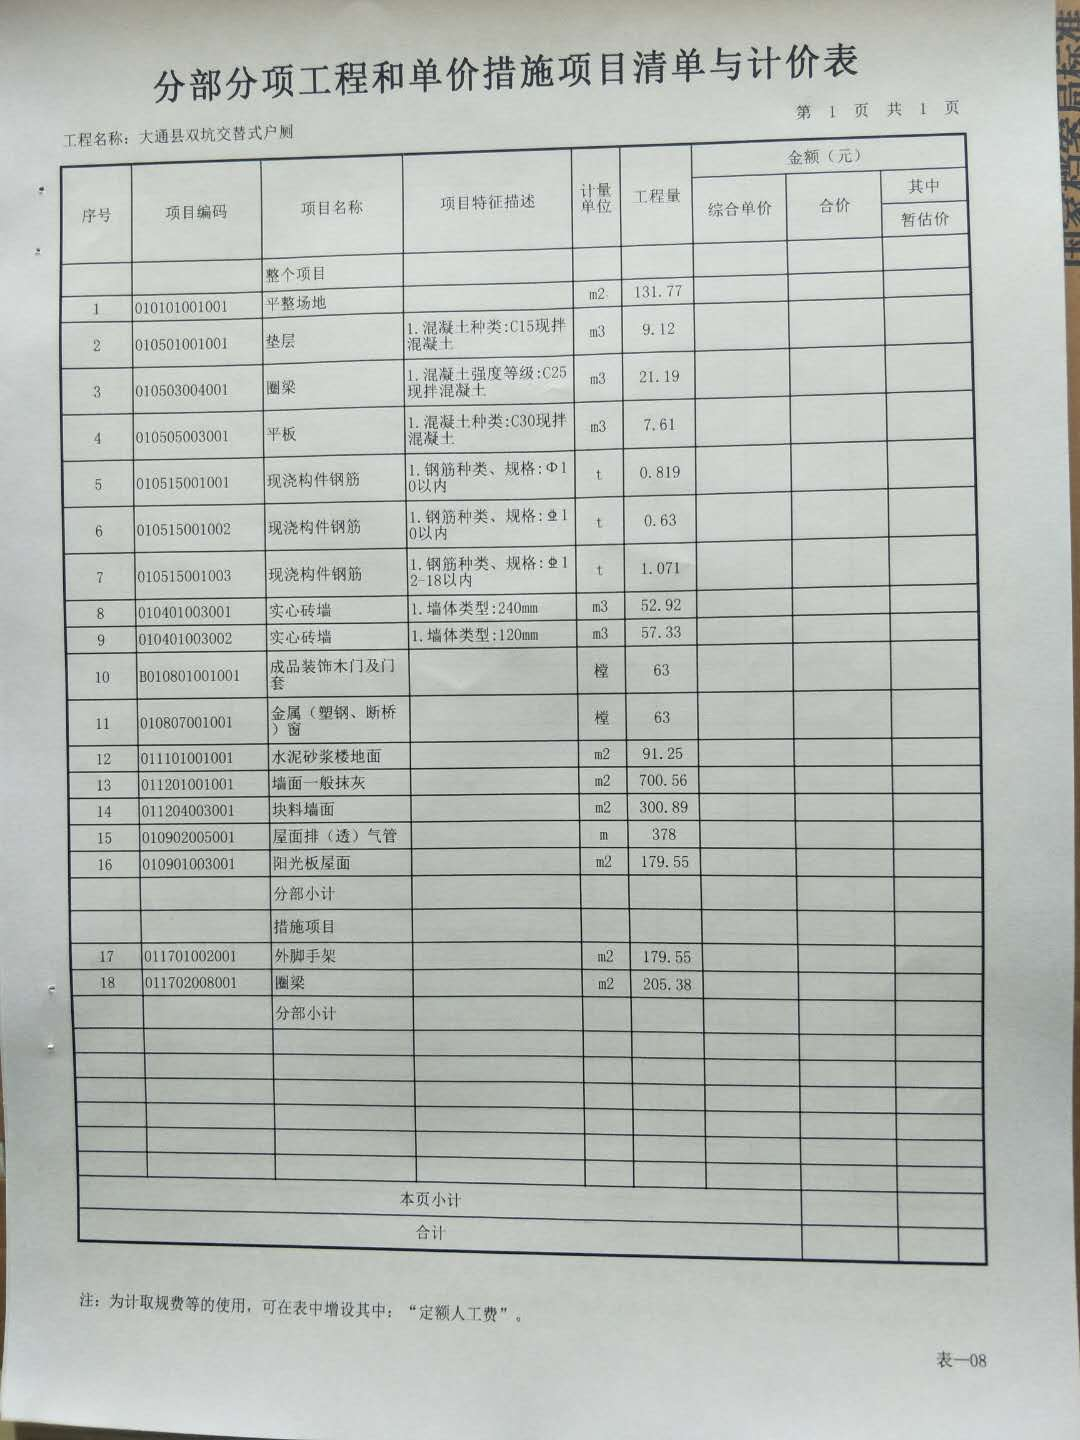 分部分项工程和单价措施项目清单与计价表
工程名称：大通县双坑交替式户厕
第 1 页 共 1 页
序号 项目编码 项目名称 项目特征描述 计量单位 工程量 金额（元）
综合单价 合价 其中
暂估价
整个项目
1 010101001001 平整场地 m2 131.77
2 010501001001 垫层 1.混凝土种类:C15现拌混凝土 m3 9.12
3 010503004001 圈梁 1.混凝土强度等级:C25现拌混凝土 m3 21.19
4 010505003001 平板 1.混凝土种类:C30现拌混凝土 m3 7.61
5 010515001001 现浇构件钢筋 1.钢筋种类、规格:Φ10以内 t 0.819
6 010515001002 现浇构件钢筋 1.钢筋种类、规格:Φ10以内 t 0.63
7 010515001003 现浇构件钢筋 1.钢筋种类、规格:Φ12-18以内 t 1.071
8 010401003001 实心砖墙 1.墙体类型:240mm m3 52.92
9 010401003002 实心砖墙 1.墙体类型:120mm m3 57.33
10 B010801001001 成品装饰木门及门套 樘 63
11 010807001001 金属（塑钢、断桥）窗 樘 63
12 011101001001 水泥砂浆楼地面 m2 91.25
13 011201001001 墙面一般抹灰 m2 700.56
14 011204003001 块料墙面 m2 300.89
15 010902005001 屋面排（透）气管 m 378
16 010901003001 阳光板屋面 m2 179.55
分部小计
措施项目
17 011701002001 外脚手架 m2 179.55
18 011702008001 圈梁 m2 205.38
分部小计
本页小计
合计
注：为计取规费等的使用，可在表中增设其中：“定额人工费”。
表—08
国家档案局标准